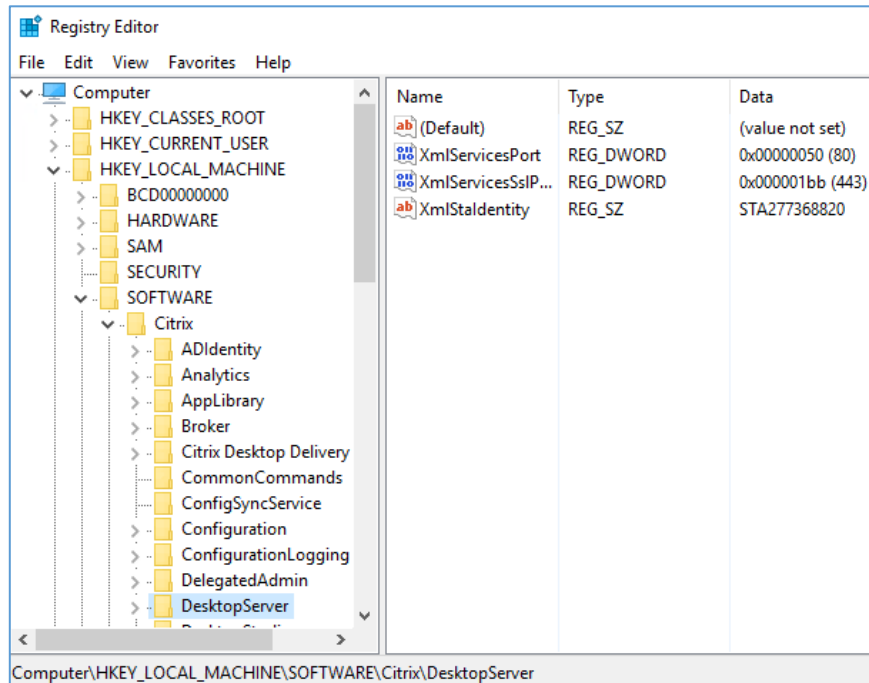 Registry Editor
File Edit View Favorites Help
Computer
HKEY_CLASSES_ROOT
HKEY_CURRENT_USER
HKEY_LOCAL_MACHINE
BCD00000000
HARDWARE
SAM
SECURITY
SOFTWARE
Citrix
ADIdentity
Analytics
AppLibrary
Broker
Citrix Desktop Delivery
CommonCommands
ConfigSyncService
Configuration
ConfigurationLogging
DelegatedAdmin
DesktopServer
Name Type Data
(Default) REG_SZ (value not set)
XmlServicesPort REG_DWORD 0x00000050 (80)
XmlServicesSslP... REG_DWORD 0x000001bb (443)
XmlStaIdentity REG_SZ STA277368820
Computer\HKEY_LOCAL_MACHINE\SOFTWARE\Citrix\DesktopServer